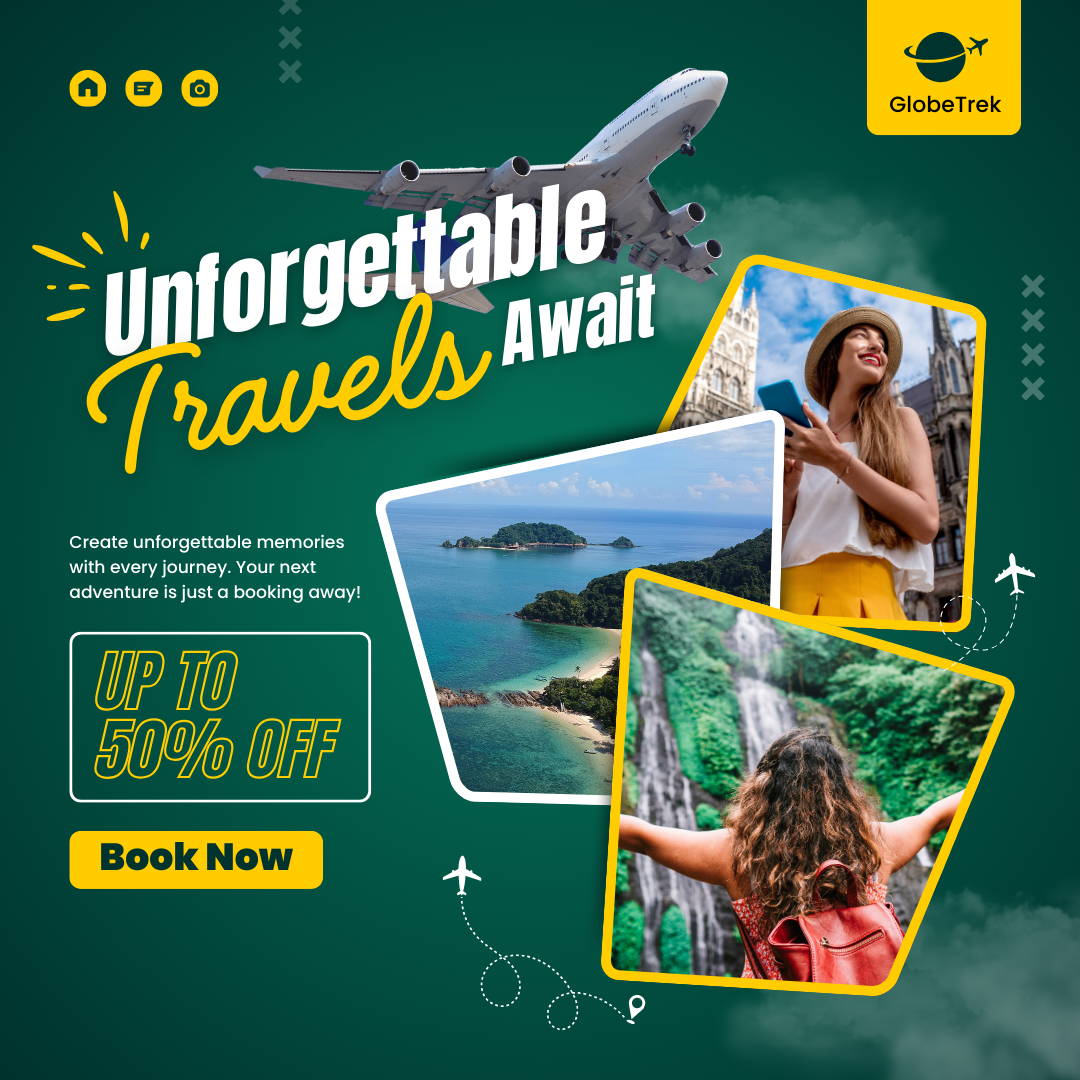 GlobeTrek
Unforgettable
Travels Await
Create unforgettable memories
with every journey. Your next
adventure is just a booking away!
UP TO
50% OFF
Book Now